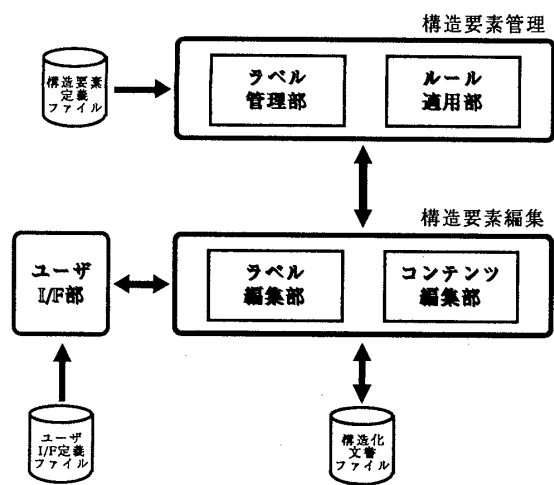 構造要素管理
構造要素
定義
ファイル
ラベル
管理部
ルール
適用部
構造要素編集
ユーザ
I/F部
ラベル
編集部
コンテンツ
編集部
ユーザ
I/F定義
ファイル
構造化
文書
ファイル